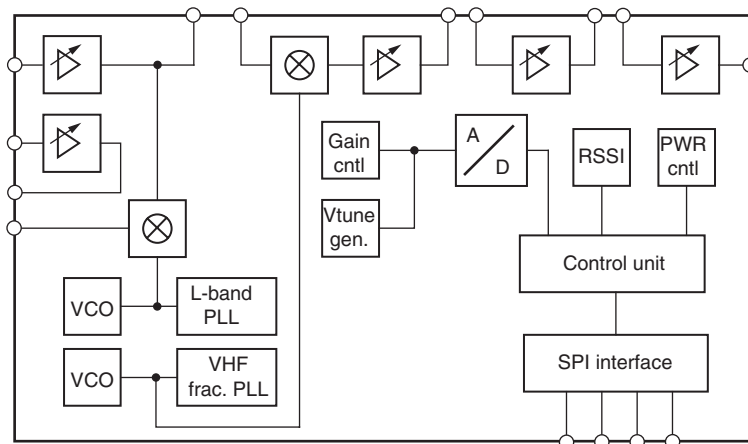 Gain
cntl
A
D
RSSI
PWR
cntl
Vtune
gen.
Control unit
VCO
L-band
PLL
VCO
VHF
frac. PLL
SPI interface